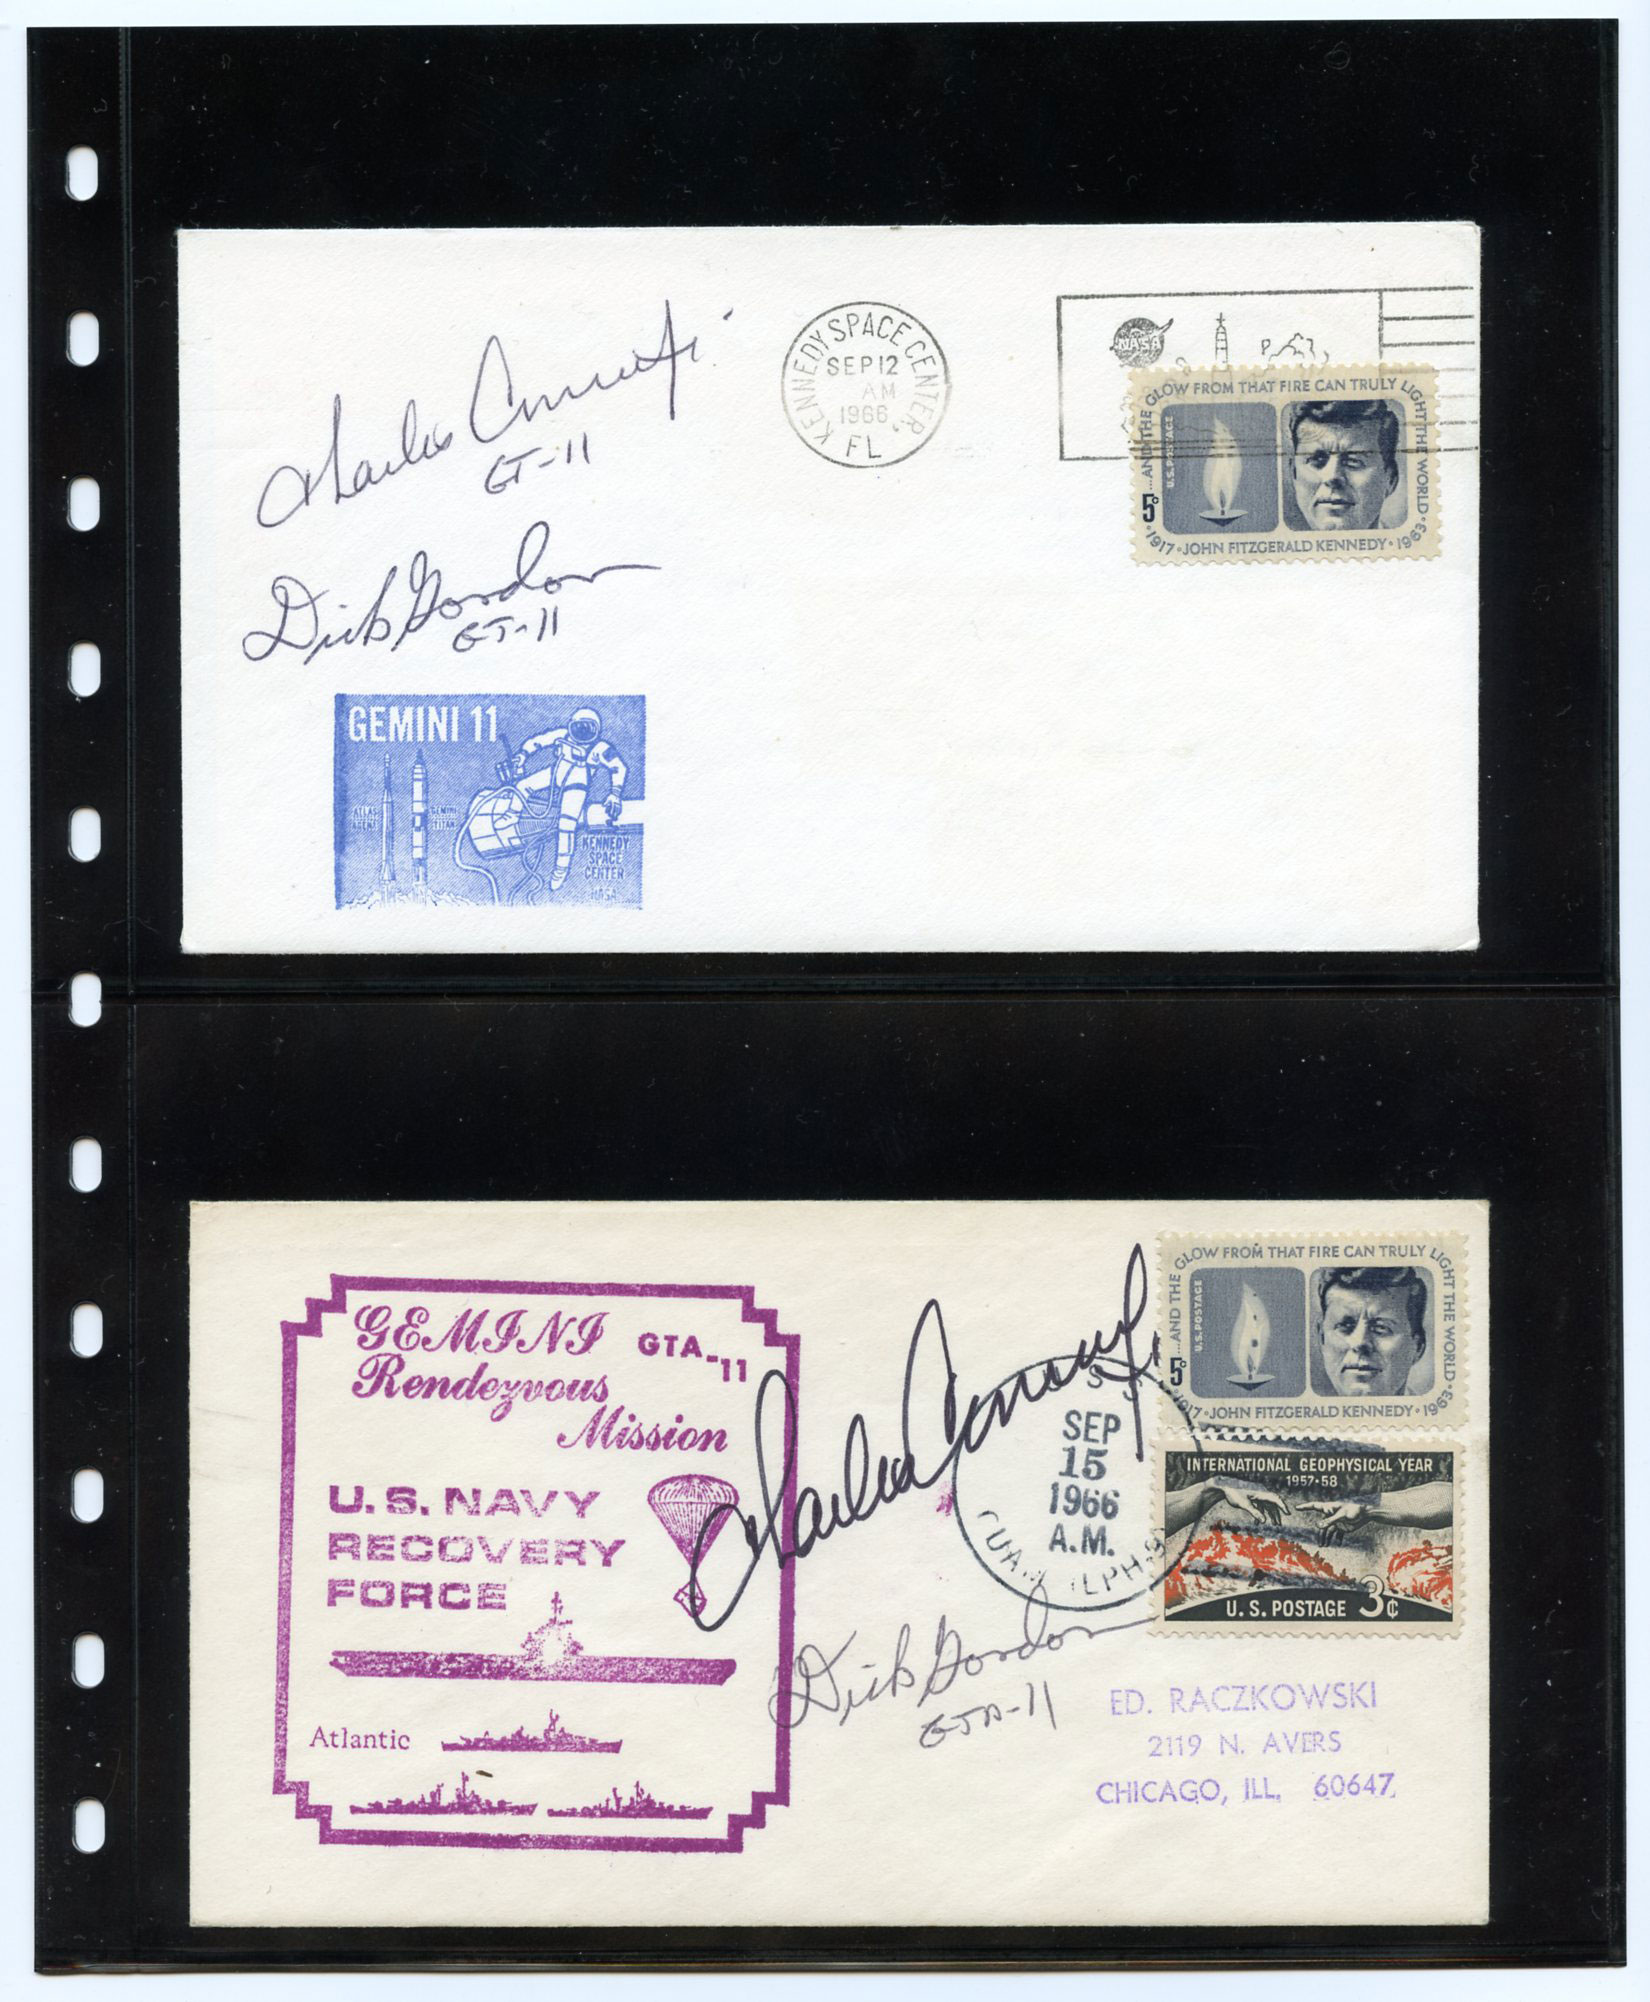 Charles Conrad Jr.
GT-11
Dick Gordon
GT-11
KENNEDY SPACE CENTER,
SEP 12
AM
1966
FL
NASA
...AND THE GLOW FROM THAT FIRE CAN TRULY LIGHT THE WORLD.
U.S. POSTAGE
5c
1917 • JOHN FITZGERALD KENNEDY • 1963
GEMINI 11
ATLAS
AGENA
GEMINI
TITAN
KENNEDY
SPACE
CENTER
NASA
GEMINI GTA-11
Rendezvous
Mission
U.S. NAVY
RECOVERY
FORCE
Atlantic
Charles Conrad Jr.
Dick Gordon
GTA-11
SEP
15
1966
A.M.
...AND THE GLOW FROM THAT FIRE CAN TRULY LIGHT THE WORLD.
U.S. POSTAGE
5c
1917 • JOHN FITZGERALD KENNEDY • 1963
INTERNATIONAL GEOPHYSICAL YEAR
1957-58
U.S. POSTAGE 3¢
ED. RACZKOWSKI
2119 N. AVERS
CHICAGO, ILL. 60647